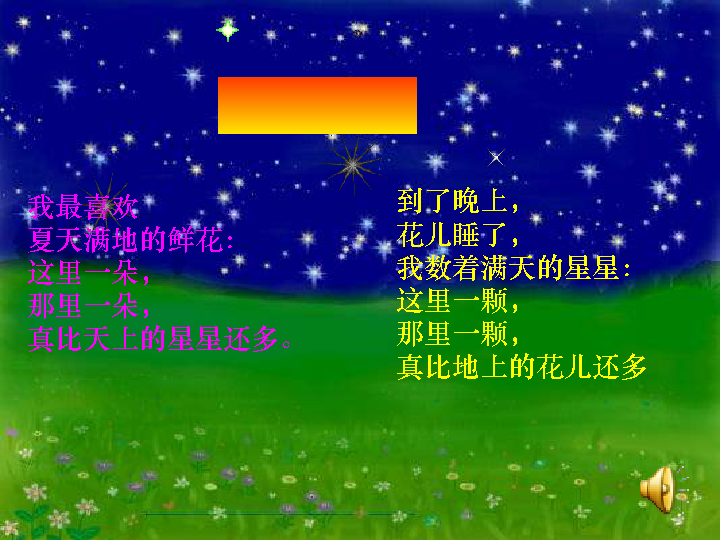 我最喜欢
夏天满地的鲜花：
这里一朵，
那里一朵，
真比天上的星星还多。
到了晚上，
花儿睡了，
我数着满天的星星：
这里一颗，
那里一颗，
真比地上的花儿还多